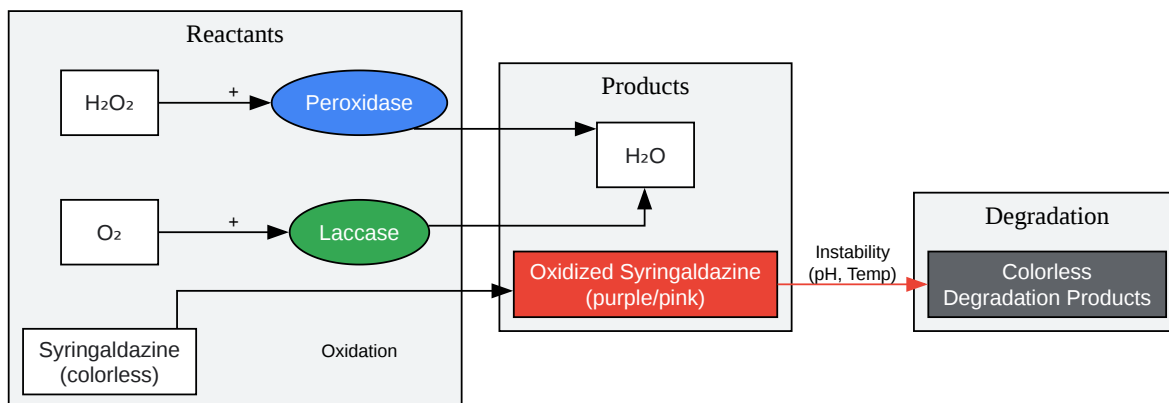 Reactants
H₂O₂
+
Peroxidase
O₂
+
Laccase
Syringaldazine
(colorless)
Oxidation
Products
H₂O
Oxidized Syringaldazine
(purple/pink)
Instability
(pH, Temp)
Degradation
Colorless
Degradation Products